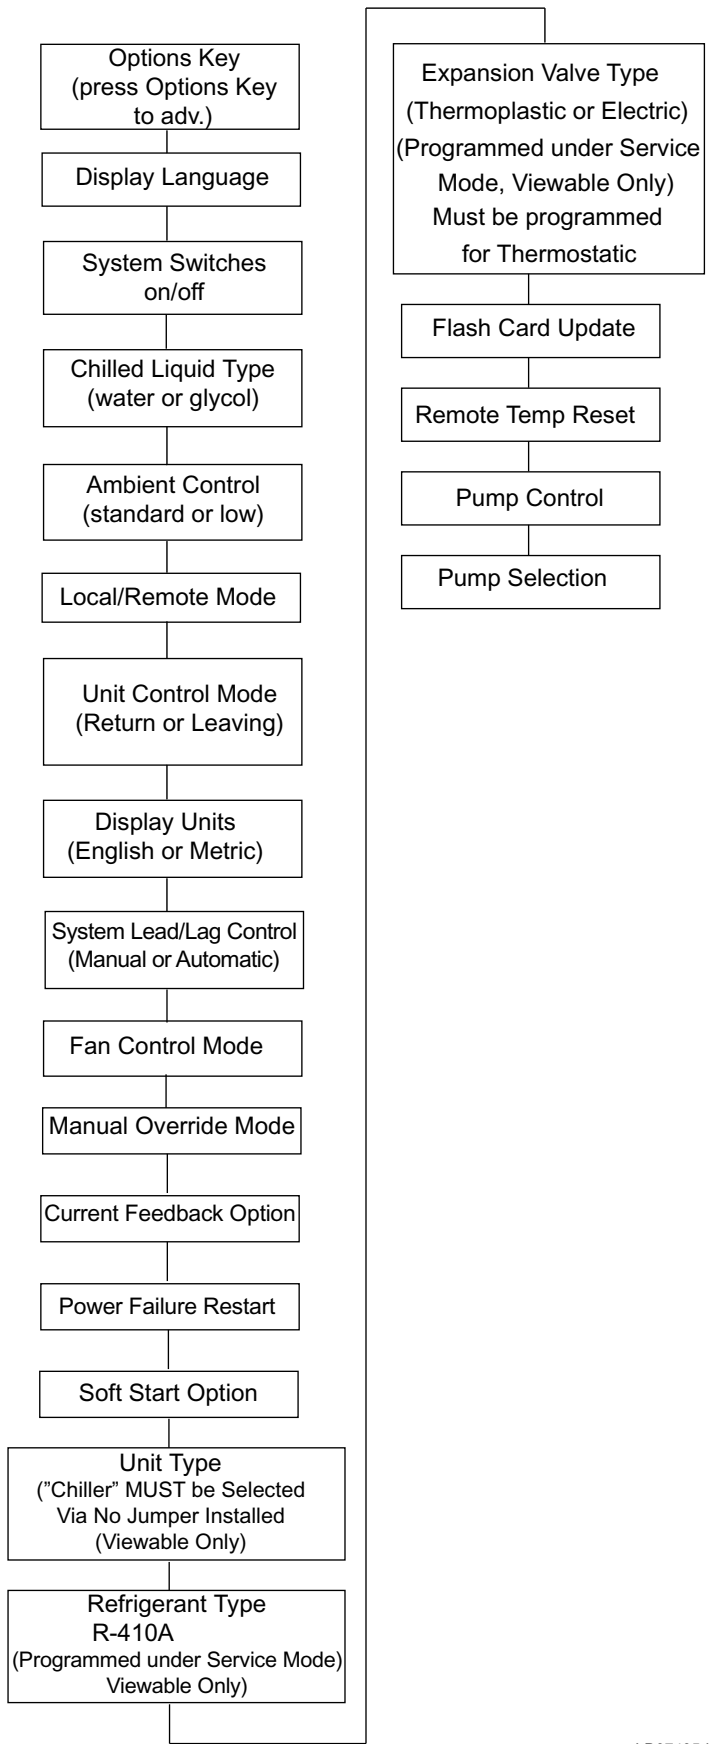 Options Key
(press Options Key
to adv.)
Display Language
System Switches
on/off
Chilled Liquid Type
(water or glycol)
Ambient Control
(standard or low)
Local/Remote Mode
Unit Control Mode
(Return or Leaving)
Display Units
(English or Metric)
System Lead/Lag Control
(Manual or Automatic)
Fan Control Mode
Manual Override Mode
Current Feedback Option
Power Failure Restart
Soft Start Option
Unit Type
(”Chiller” MUST be Selected
Via No Jumper Installed
(Viewable Only)
Refrigerant Type
R-410A
(Programmed under Service Mode)
Viewable Only)
Expansion Valve Type
(Thermoplastic or Electric)
(Programmed under Service
Mode, Viewable Only)
Must be programmed
for Thermostatic
Flash Card Update
Remote Temp Reset
Pump Control
Pump Selection